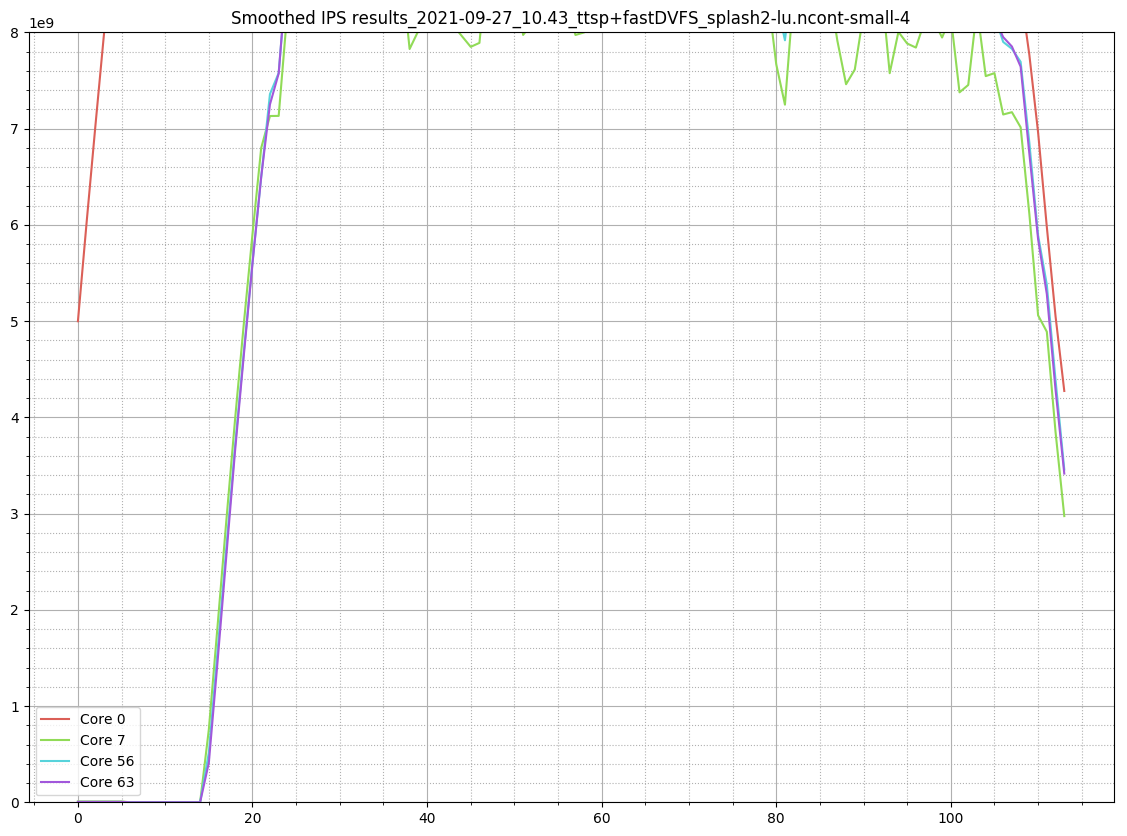 Smoothed IPS results_2021-09-27_10.43_ttsp+fastDVFS_splash2-lu.ncont-small-4
1e9
8
7
6
5
4
3
2
1
0
Core 0
Core 7
Core 56
Core 63
0 20 40 60 80 100